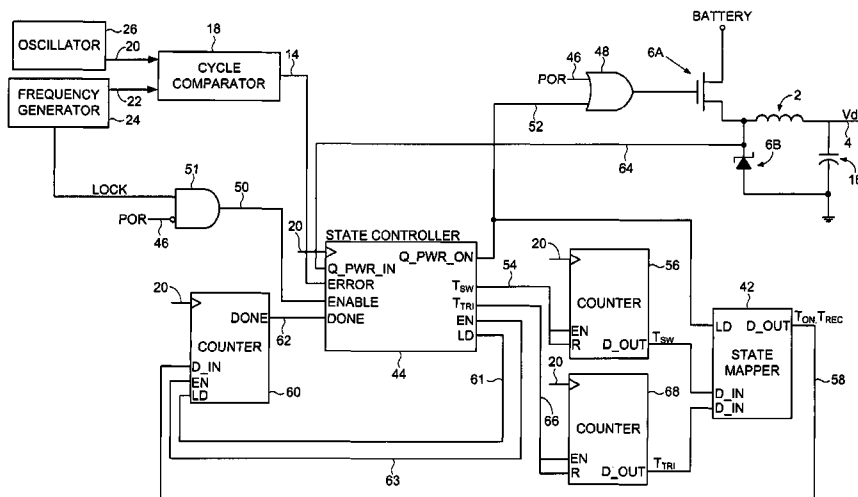 BATTERY
OSCILLATOR
26
20
18
CYCLE
COMPARATOR
14
FREQUENCY
GENERATOR
22
24
46
POR
48
6A
52
2
Vd
4
6B
16
64
LOCK
51
50
POR
46
STATE CONTROLLER
20
Q_PWR_IN
ERROR
ENABLE
DONE
Q_PWR_ON
TSW
TTRI
EN
LD
44
54
20
56
COUNTER
EN
R
D_OUT
TSW
42
LD
D_OUT
STATE
MAPPER
D_IN
D_IN
TON,TREC
58
20
DONE
62
COUNTER
D_IN
EN
LD
60
61
63
66
20
68
COUNTER
EN
R
D_OUT
TTRI